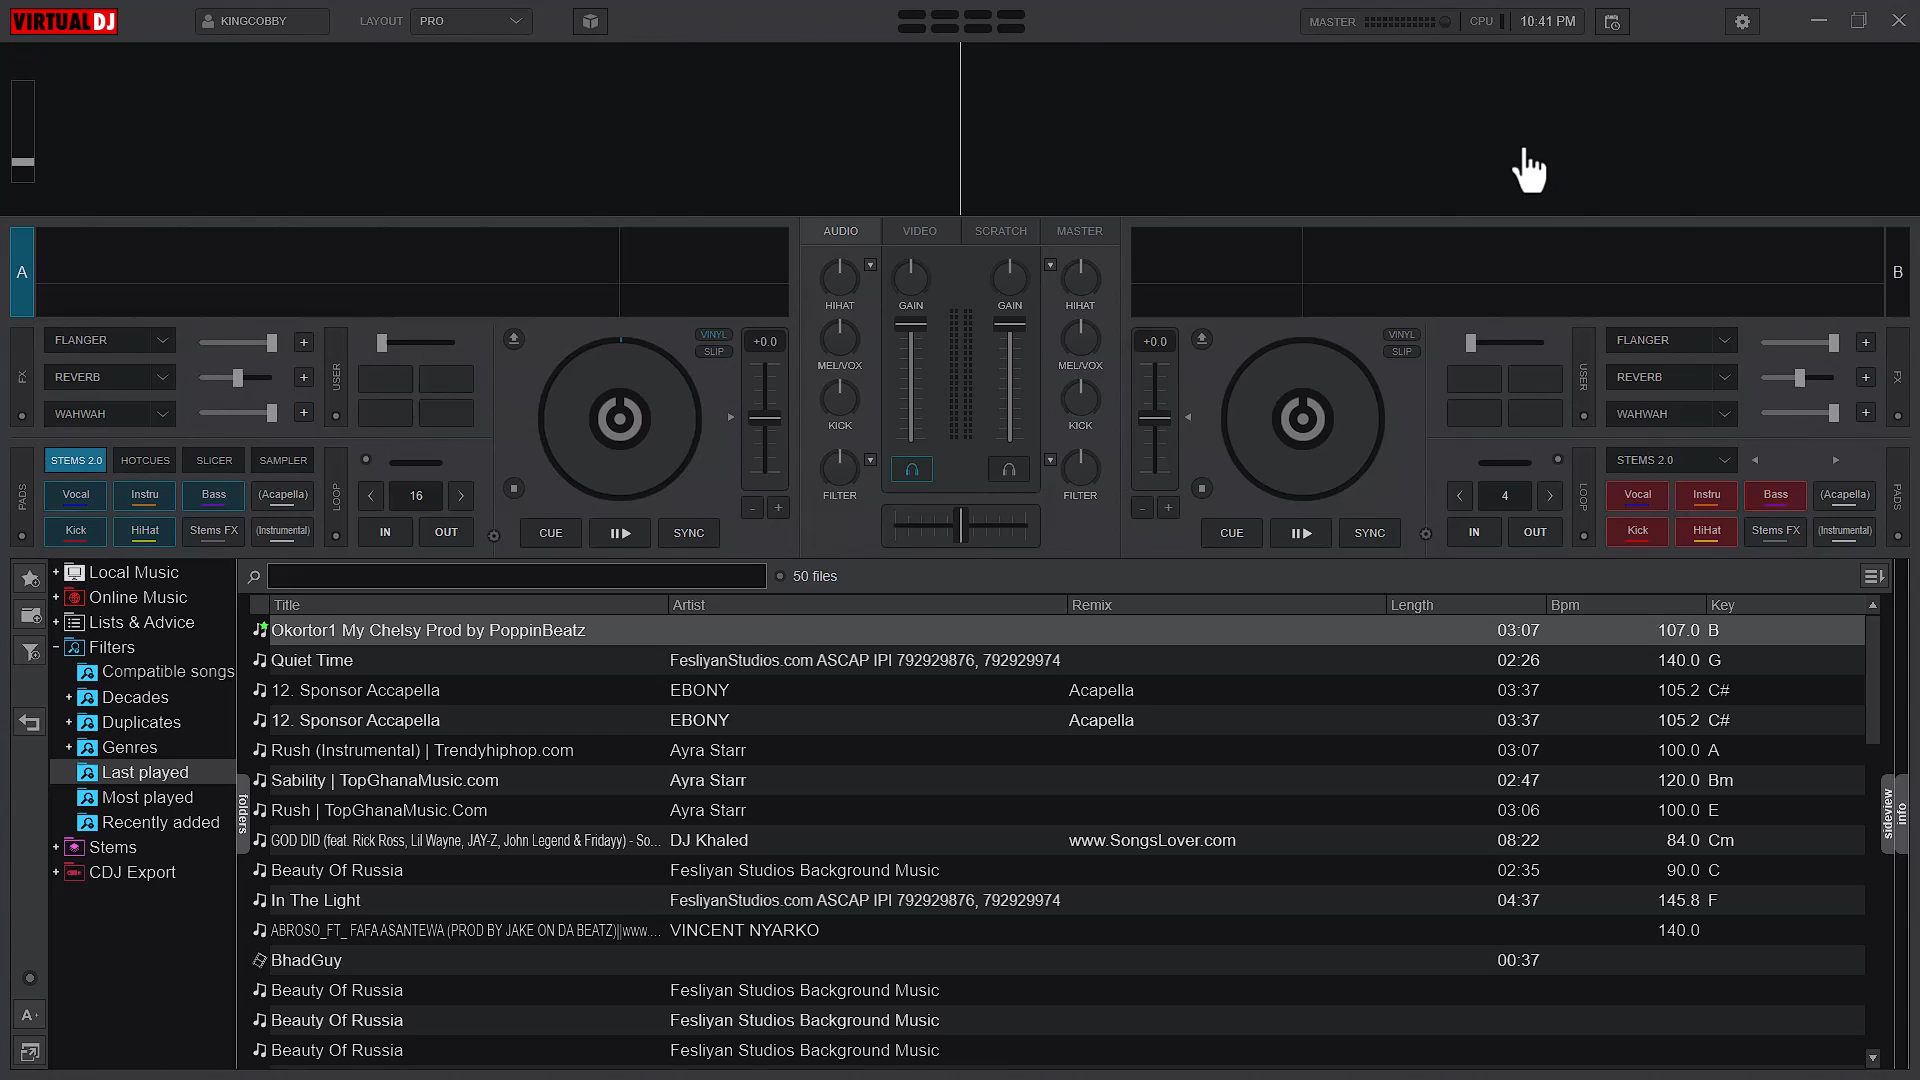 VIRTUAL DJ KINGCOBBY LAYOUT PRO MASTER CPU 10:41 PM
A AUDIO VIDEO SCRATCH MASTER B
HIHAT GAIN GAIN HIHAT
FX FLANGER + USER VINYL SLIP +0.0 +0.0 VINYL SLIP USER FLANGER + FX
REVERB + MEL/VOX MEL/VOX REVERB +
WAHWAH + KICK KICK WAHWAH +
PADS STEMS 2.0 HOTCUES SLICER SAMPLER LOOP STEMS 2.0 PADS
Vocal Instru Bass (Acapella) 16 FILTER FILTER 4 LOOP Vocal Instru Bass (Acapella)
Kick HiHat Stems FX (Instrumental) IN OUT CUE SYNC - + - + CUE SYNC IN OUT Kick HiHat Stems FX (Instrumental)
Local Music
Online Music
Lists & Advice
Filters
Compatible songs
Decades
Duplicates
Genres
Last played
Most played
Recently added
Stems
CDJ Export
A+
folders
50 files
Title Artist Remix Length Bpm Key
Okortor1 My Chelsy Prod by PoppinBeatz 03:07 107.0 B
Quiet Time FesliyanStudios.com ASCAP IPI 792929876, 792929974 02:26 140.0 G
12. Sponsor Accapella EBONY Acapella 03:37 105.2 C#
12. Sponsor Accapella EBONY Acapella 03:37 105.2 C#
Rush (Instrumental) | Trendyhiphop.com Ayra Starr 03:07 100.0 A
Sability | TopGhanaMusic.com Ayra Starr 02:47 120.0 Bm
Rush | TopGhanaMusic.Com Ayra Starr 03:06 100.0 E
GOD DID (feat. Rick Ross, Lil Wayne, JAY-Z, John Legend & Fridayy) - So... DJ Khaled www.SongsLover.com 08:22 84.0 Cm
Beauty Of Russia Fesliyan Studios Background Music 02:35 90.0 C
In The Light FesliyanStudios.com ASCAP IPI 792929876, 792929974 04:37 145.8 F
ABROSO_FT_ FAFA ASANTEWA (PROD BY JAKE ON DA BEATZ)||www.... VINCENT NYARKO 140.0
BhadGuy 00:37
Beauty Of Russia Fesliyan Studios Background Music
Beauty Of Russia Fesliyan Studios Background Music
Beauty Of Russia Fesliyan Studios Background Music
sideview
info